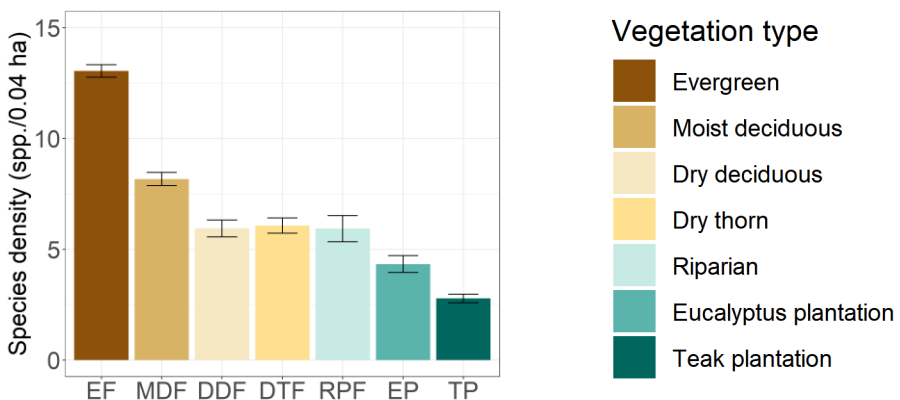 Species density (spp./0.04 ha)
15
10
5
0
EF MDF DDF DTF RPF EP TP
Vegetation type
Evergreen
Moist deciduous
Dry deciduous
Dry thorn
Riparian
Eucalyptus plantation
Teak plantation